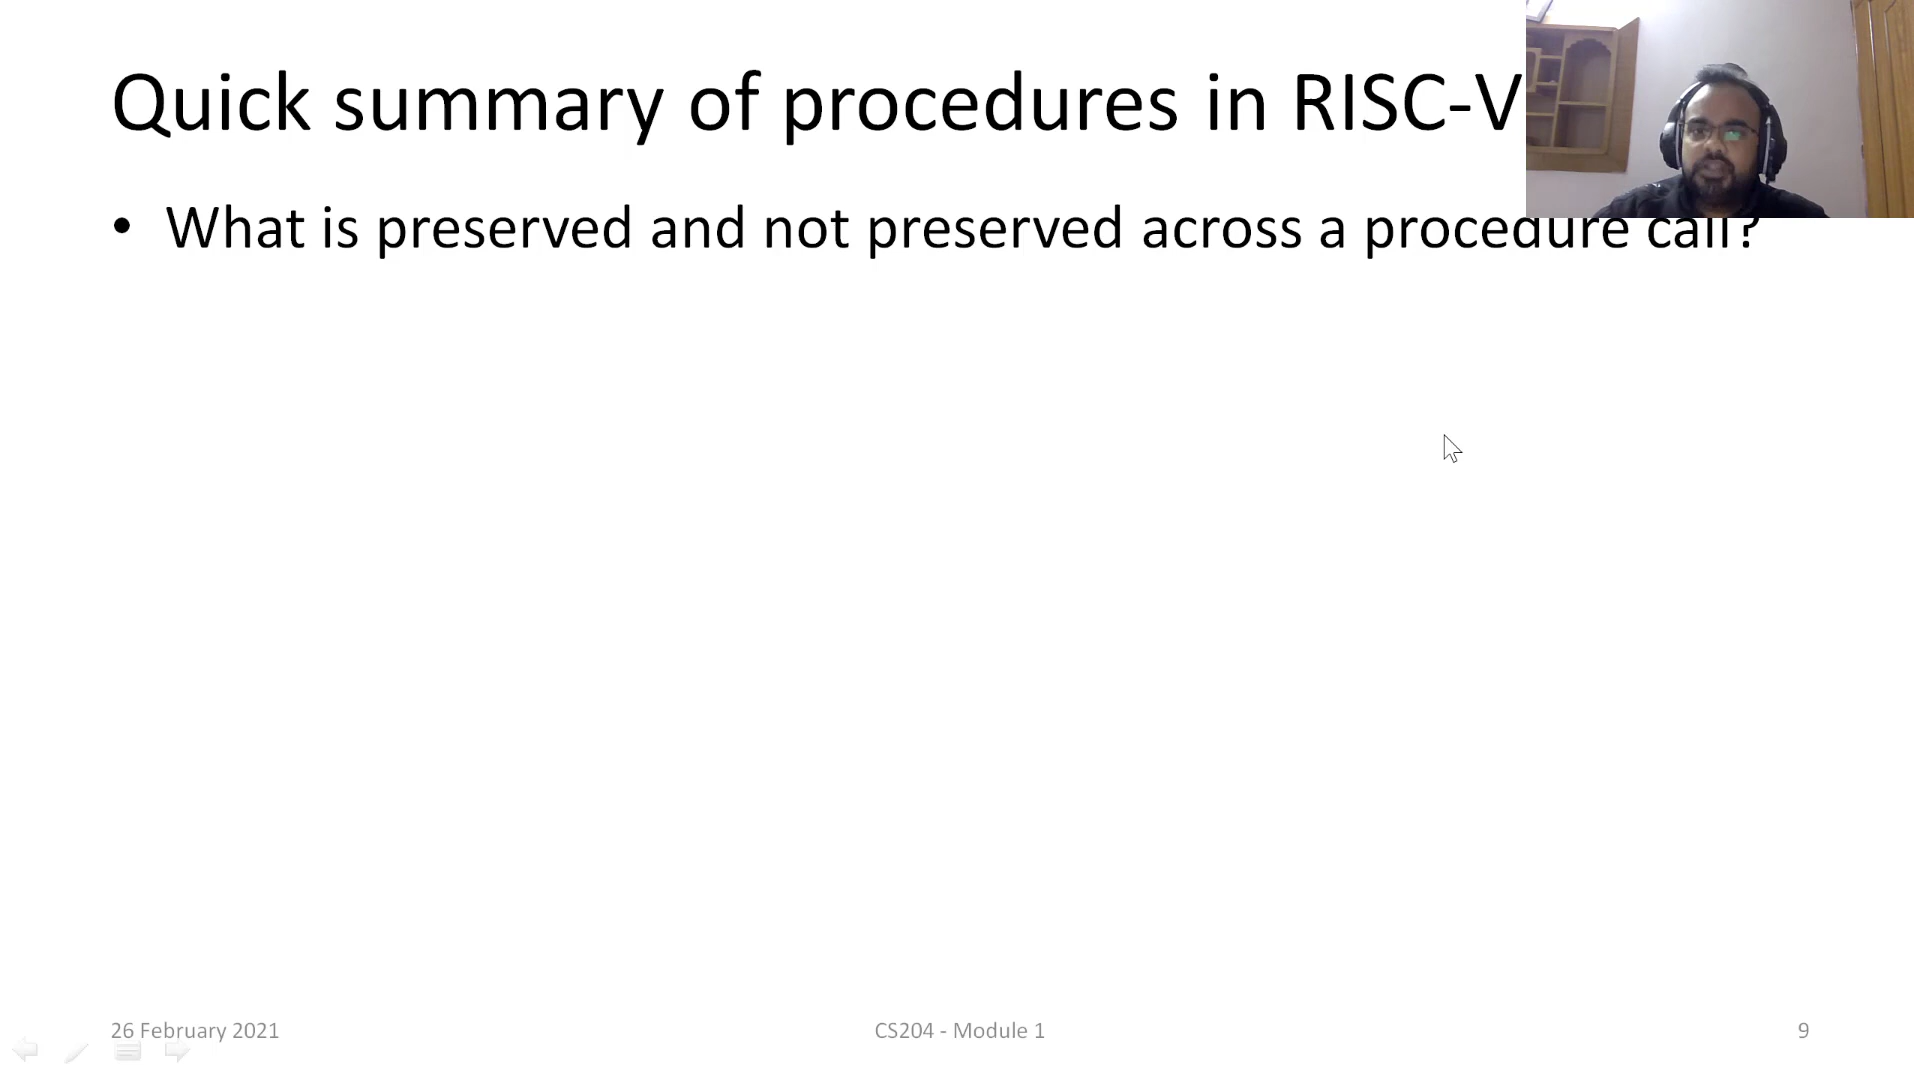 Quick summary of procedures in RISC-V
• What is preserved and not preserved across a procedure call?
26 February 2021
CS204 - Module 1
9